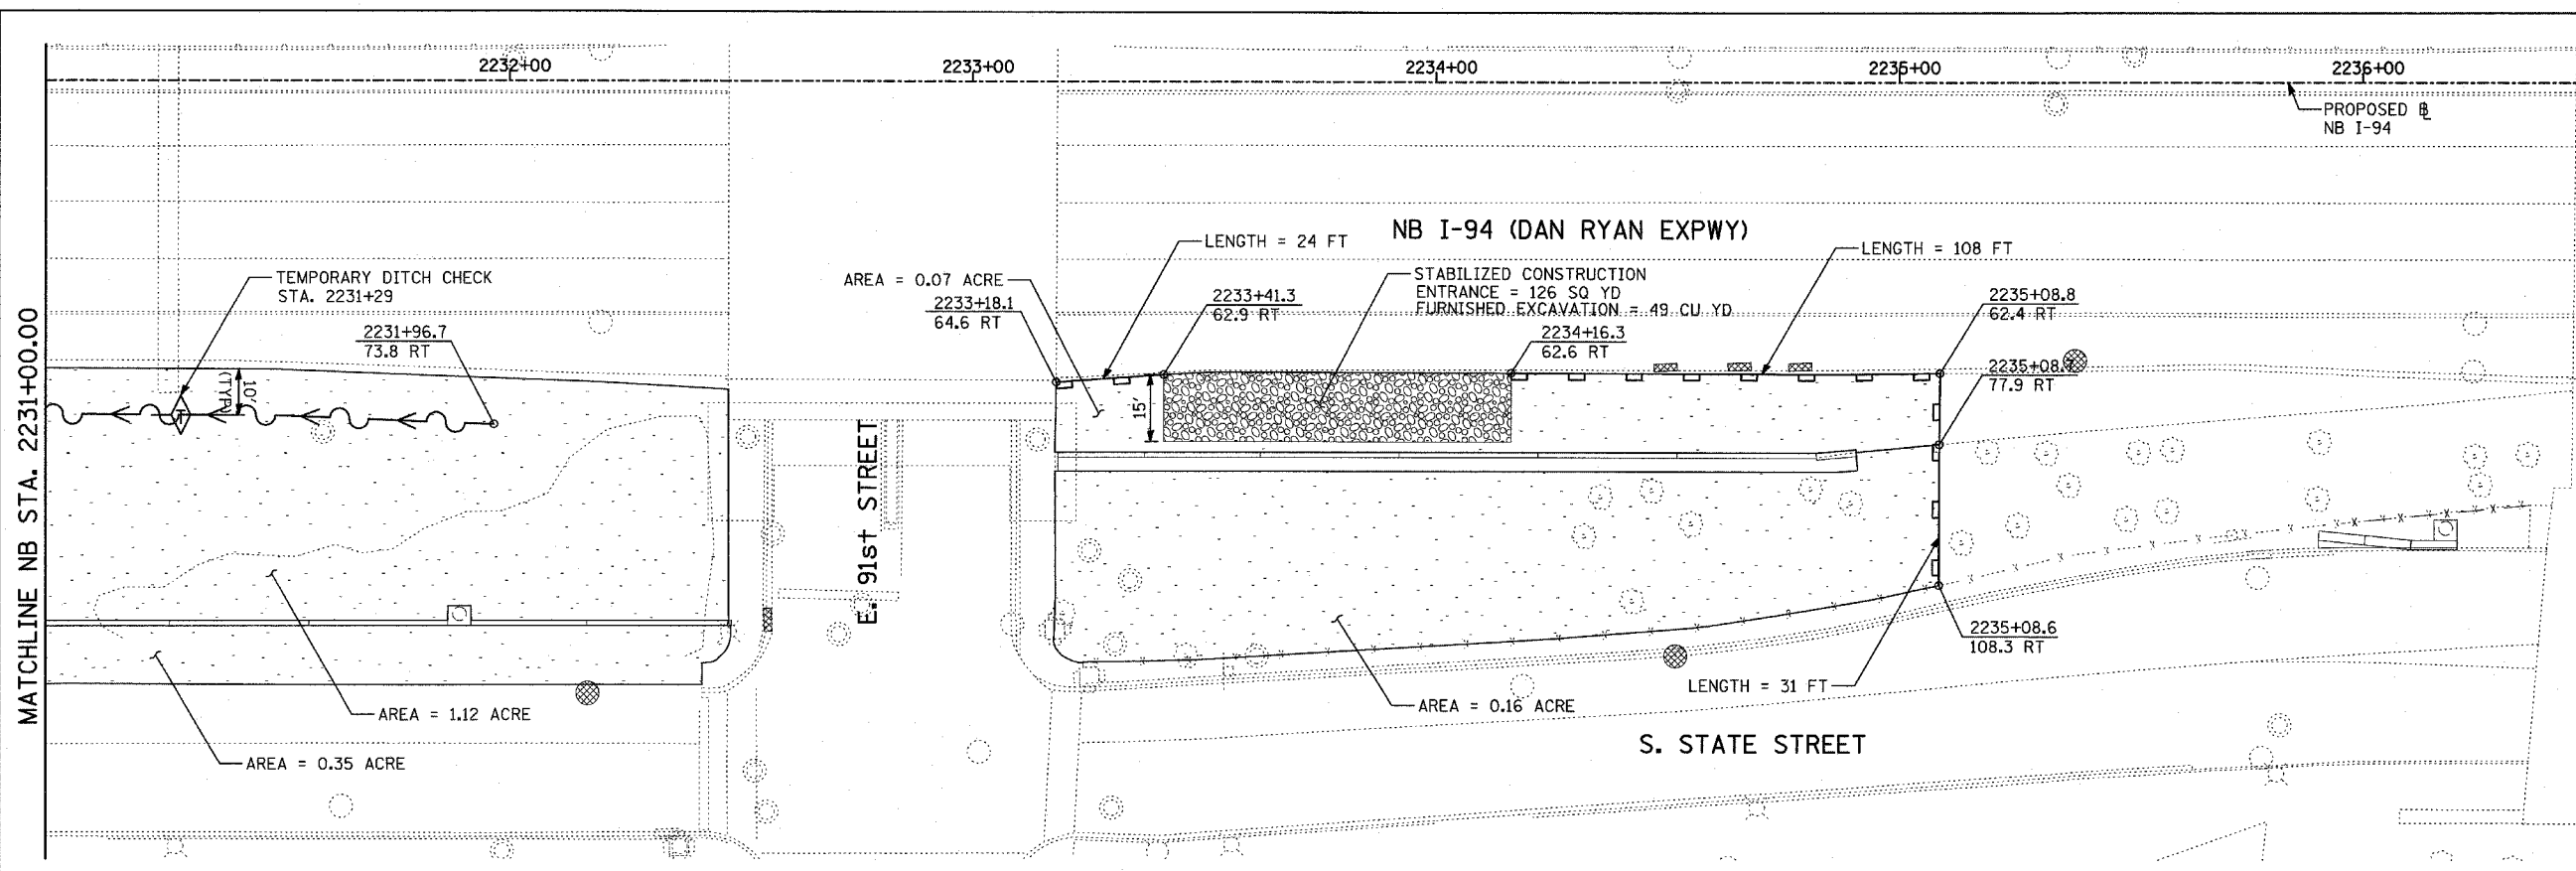 2232+00
2233+00
2234+00
2235+00
2236+00
PROPOSED BL
NB I-94
NB I-94 (DAN RYAN EXPWY)
LENGTH = 24 FT
LENGTH = 108 FT
TEMPORARY DITCH CHECK
STA. 2231+29
AREA = 0.07 ACRE
STABILIZED CONSTRUCTION
ENTRANCE = 126 SQ YD
FURNISHED EXCAVATION = 49 CU YD
2233+18.1
64.6 RT
2233+41.3
62.9 RT
2235+08.8
62.4 RT
2231+96.7
73.8 RT
2234+16.3
62.6 RT
2235+08.7
77.9 RT
10'
(TYP)
15'
MATCHLINE NB STA. 2231+00.00
E. 91st STREET
2235+08.6
108.3 RT
LENGTH = 31 FT
AREA = 1.12 ACRE
AREA = 0.16 ACRE
S. STATE STREET
AREA = 0.35 ACRE